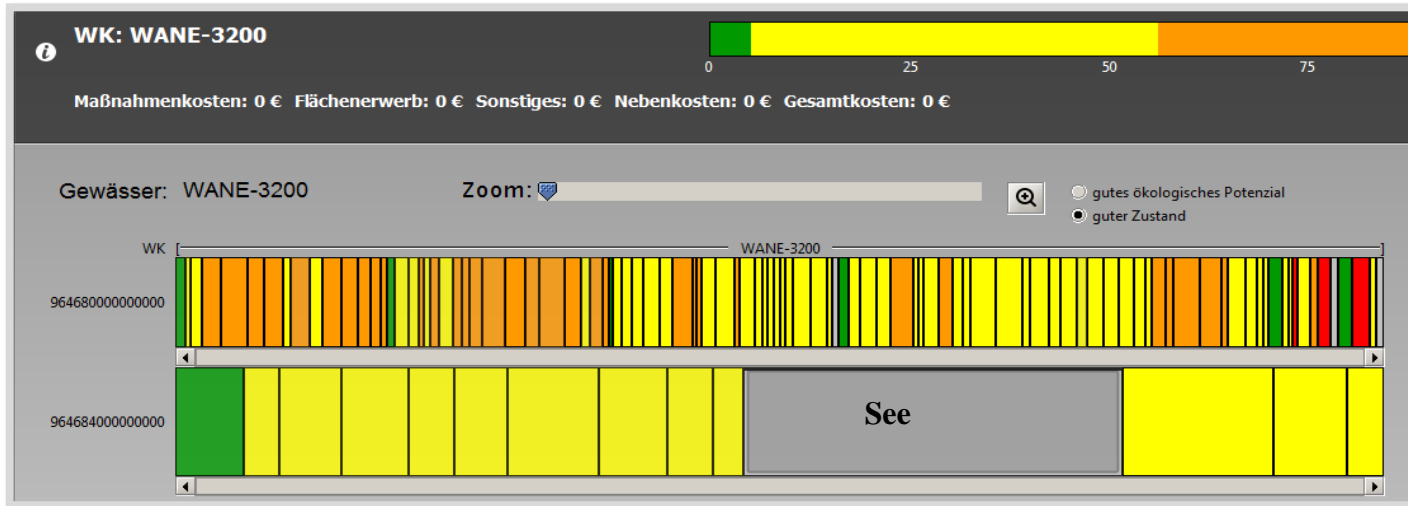 WK: WANE-3200
0 25 50 75
Maßnahmenkosten: 0 € Flächenerwerb: 0 € Sonstiges: 0 € Nebenkosten: 0 € Gesamtkosten: 0 €
Gewässer: WANE-3200 Zoom:
gutes ökologisches Potenzial
guter Zustand
WK [ WANE-3200 ]
964680000000000
964684000000000 See